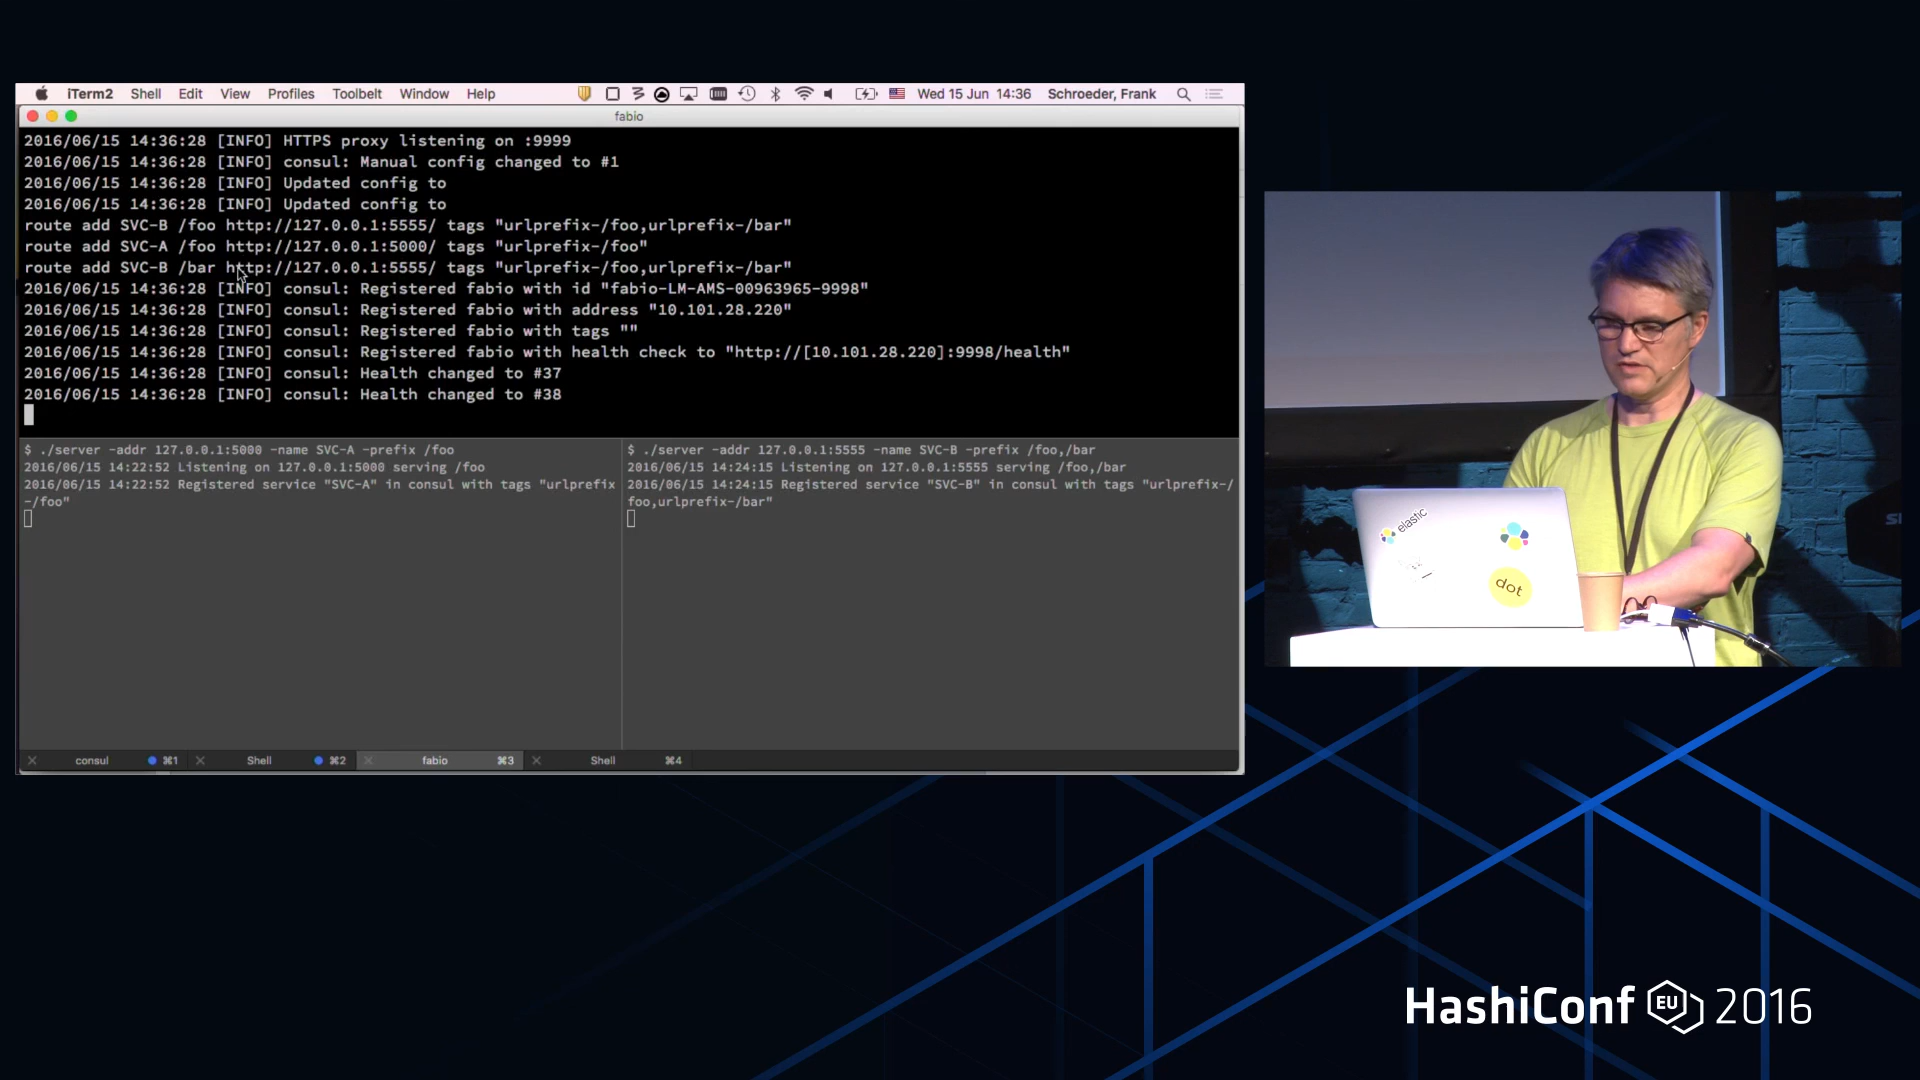 iTerm2 Shell Edit View Profiles Toolbelt Window Help Wed 15 Jun 14:36 Schroeder, Frank
fabio
2016/06/15 14:36:28 [INFO] HTTPS proxy listening on :9999
2016/06/15 14:36:28 [INFO] consul: Manual config changed to #1
2016/06/15 14:36:28 [INFO] Updated config to
2016/06/15 14:36:28 [INFO] Updated config to
route add SVC-B /foo http://127.0.0.1:5555/ tags "urlprefix-/foo,urlprefix-/bar"
route add SVC-A /foo http://127.0.0.1:5000/ tags "urlprefix-/foo"
route add SVC-B /bar http://127.0.0.1:5555/ tags "urlprefix-/foo,urlprefix-/bar"
2016/06/15 14:36:28 [INFO] consul: Registered fabio with id "fabio-LM-AMS-00963965-9998"
2016/06/15 14:36:28 [INFO] consul: Registered fabio with address "10.101.28.220"
2016/06/15 14:36:28 [INFO] consul: Registered fabio with tags ""
2016/06/15 14:36:28 [INFO] consul: Registered fabio with health check to "http://[10.101.28.220]:9998/health"
2016/06/15 14:36:28 [INFO] consul: Health changed to #37
2016/06/15 14:36:28 [INFO] consul: Health changed to #38
$ ./server -addr 127.0.0.1:5000 -name SVC-A -prefix /foo
2016/06/15 14:22:52 Listening on 127.0.0.1:5000 serving /foo
2016/06/15 14:22:52 Registered service "SVC-A" in consul with tags "urlprefix
-/foo"
$ ./server -addr 127.0.0.1:5555 -name SVC-B -prefix /foo,/bar
2016/06/15 14:24:15 Listening on 127.0.0.1:5555 serving /foo,/bar
2016/06/15 14:24:15 Registered service "SVC-B" in consul with tags "urlprefix-/
foo,urlprefix-/bar"
consul ⌘1 Shell ⌘2 fabio ⌘3 Shell ⌘4
elastic
dot
HashiConf EU 2016